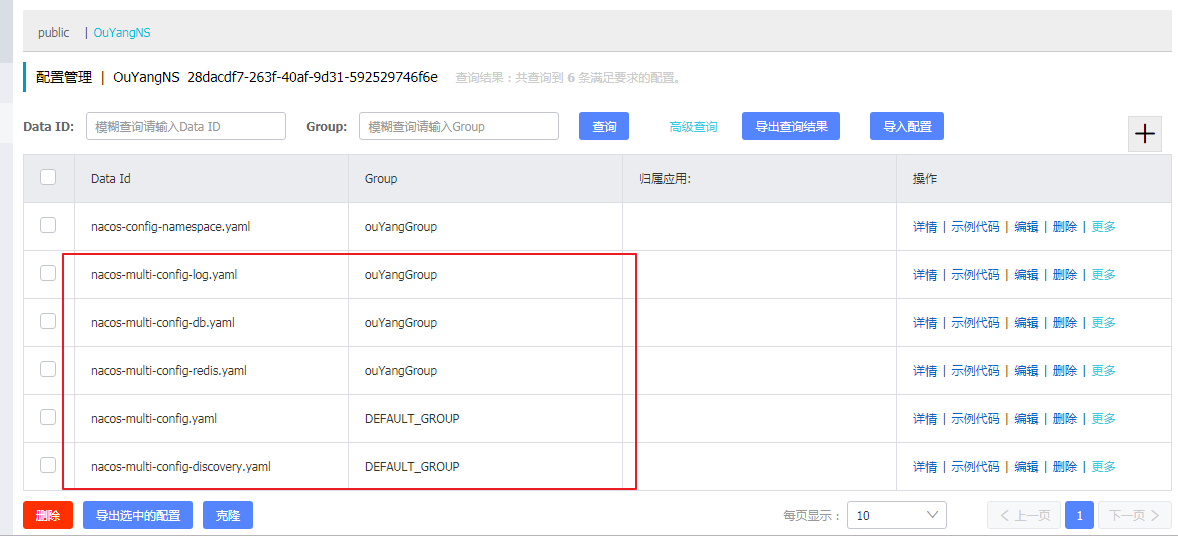 public | OuYangNS
配置管理 | OuYangNS 28dacdf7-263f-40af-9d31-592529746f6e 查询结果：共查询到 6 条满足要求的配置。
Data ID: 模糊查询请输入Data ID Group: 模糊查询请输入Group 查询 高级查询 导出查询结果 导入配置
Data Id Group 归属应用: 操作
nacos-config-namespace.yaml ouYangGroup 详情 | 示例代码 | 编辑 | 删除 | 更多
nacos-multi-config-log.yaml ouYangGroup 详情 | 示例代码 | 编辑 | 删除 | 更多
nacos-multi-config-db.yaml ouYangGroup 详情 | 示例代码 | 编辑 | 删除 | 更多
nacos-multi-config-redis.yaml ouYangGroup 详情 | 示例代码 | 编辑 | 删除 | 更多
nacos-multi-config.yaml DEFAULT_GROUP 详情 | 示例代码 | 编辑 | 删除 | 更多
nacos-multi-config-discovery.yaml DEFAULT_GROUP 详情 | 示例代码 | 编辑 | 删除 | 更多
删除 导出选中的配置 克隆 每页显示： 10 上一页 1 下一页